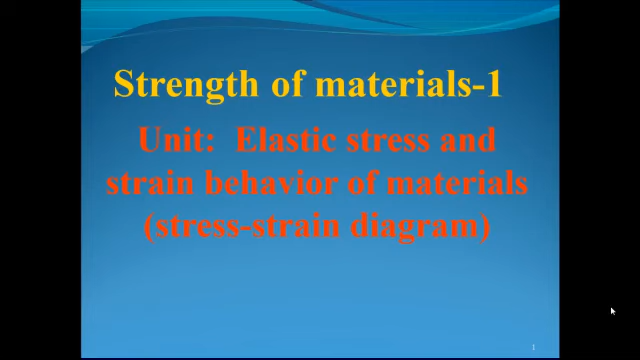 Strength of materials-1
Unit:  Elastic stress and
strain behavior of materials
(stress-strain diagram)
1